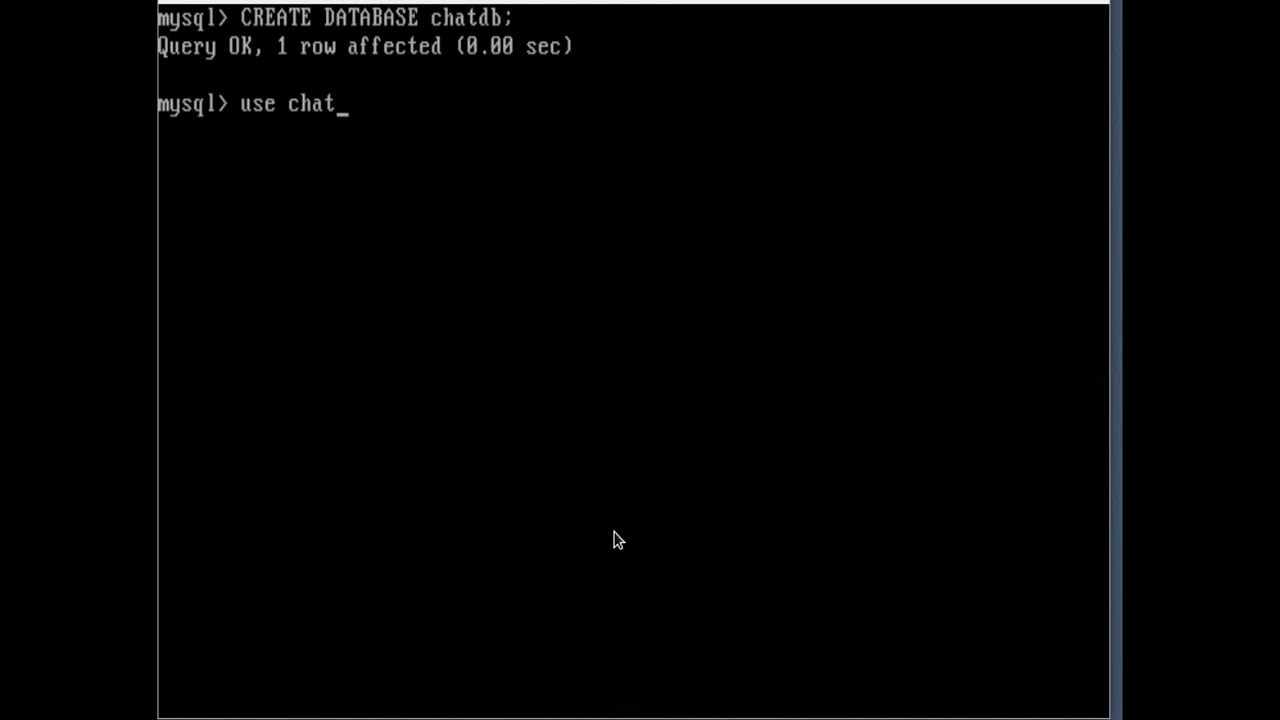 mysql> CREATE DATABASE chatdb;
Query OK, 1 row affected (0.00 sec)
mysql> use chat_